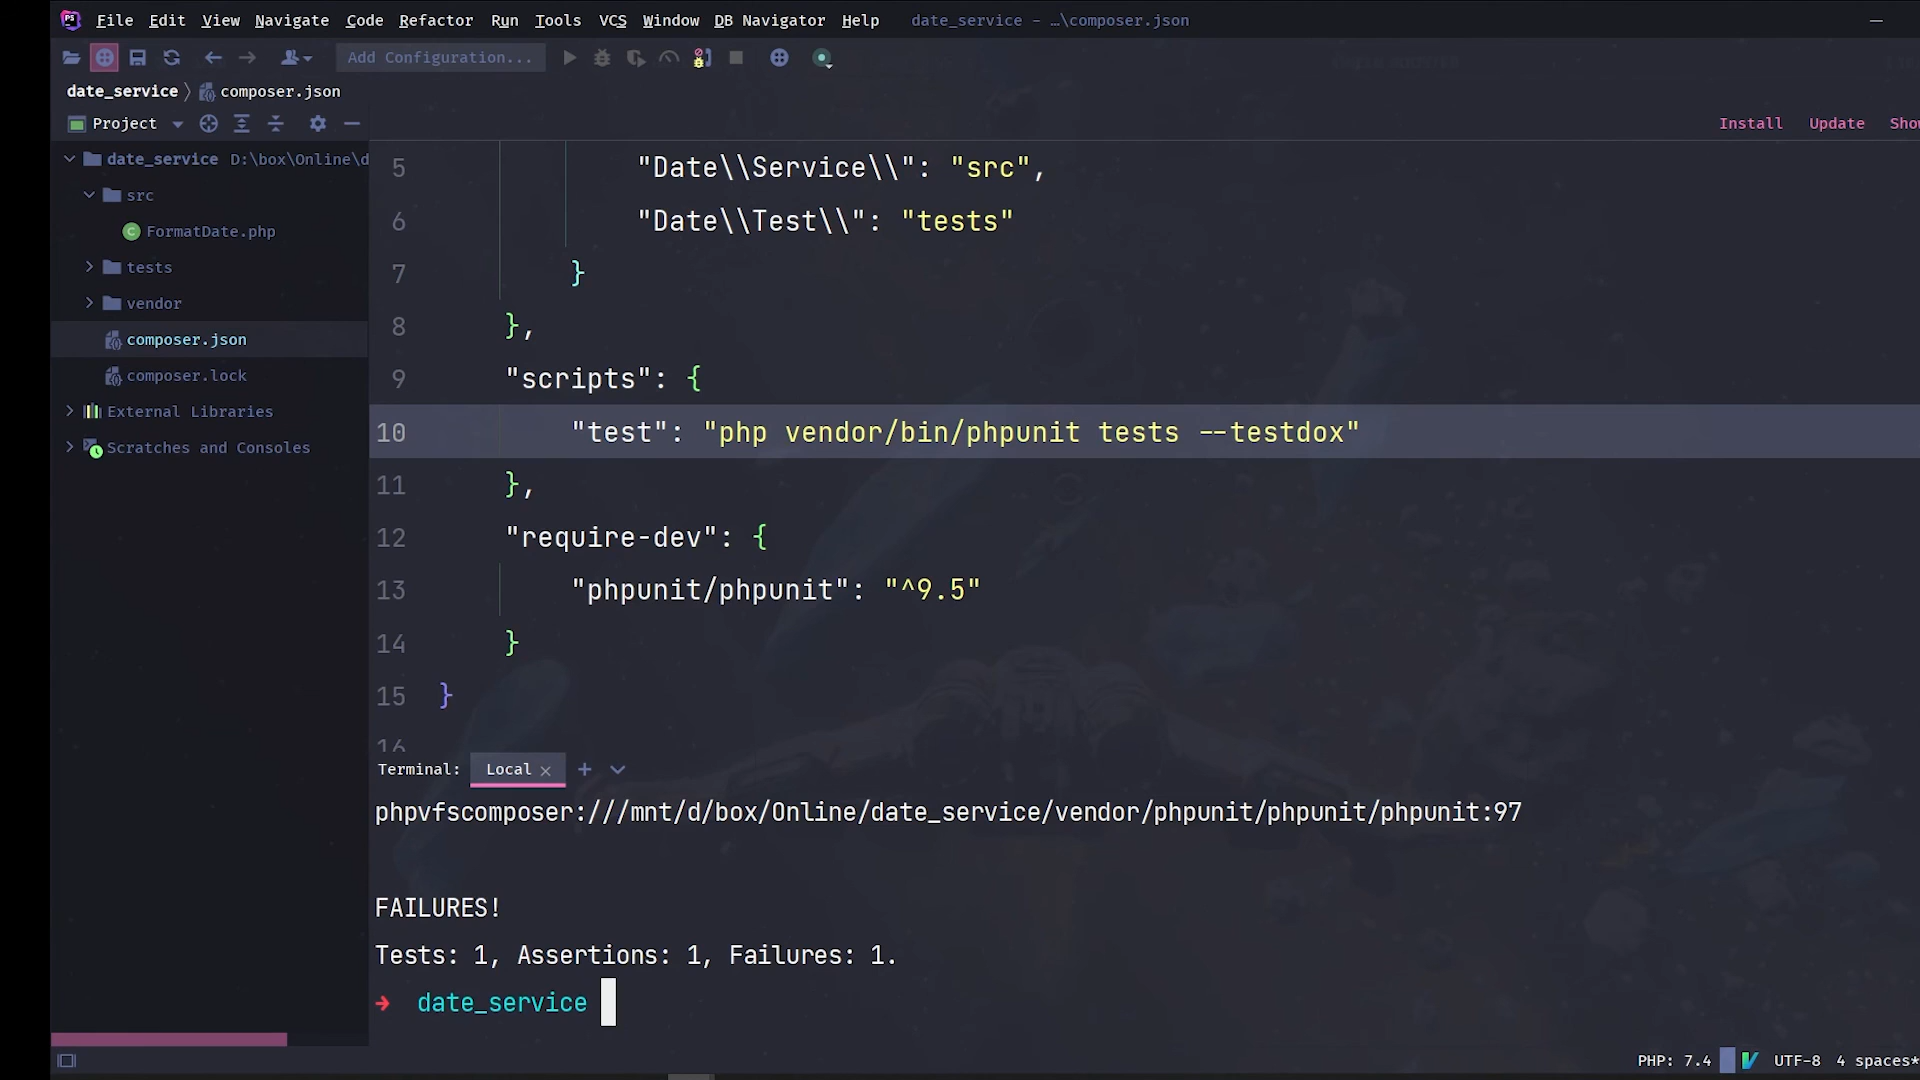 File Edit View Navigate Code Refactor Run Tools VCS Window DB Navigator Help date_service - …\composer.json
Add Configuration...
date_service composer.json
Project
Install Update
date_service D:\box\Online\d
src
FormatDate.php
tests
vendor
composer.json
composer.lock
External Libraries
Scratches and Consoles
5 "Date\\Service\\": "src",
6 "Date\\Test\\": "tests"
7 }
8 },
9 "scripts": {
10 "test": "php vendor/bin/phpunit tests --testdox"
11 },
12 "require-dev": {
13 "phpunit/phpunit": "^9.5"
14 }
15 }
16
Terminal: Local
phpvfscomposer:///mnt/d/box/Online/date_service/vendor/phpunit/phpunit/phpunit:97
FAILURES!
Tests: 1, Assertions: 1, Failures: 1.
➜ date_service
PHP: 7.4 UTF-8 4 spaces*